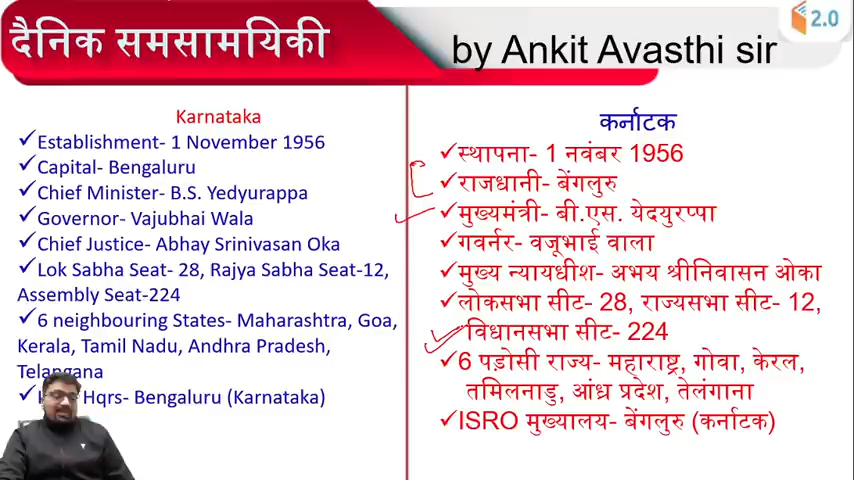 दैनिक समसामयिकी
by Ankit Avasthi sir
2.0
Karnataka
✓Establishment- 1 November 1956
✓Capital- Bengaluru
✓Chief Minister- B.S. Yedyurappa
✓Governor- Vajubhai Wala
✓Chief Justice- Abhay Srinivasan Oka
✓Lok Sabha Seat- 28, Rajya Sabha Seat-12,
Assembly Seat-224
✓6 neighbouring States- Maharashtra, Goa,
Kerala, Tamil Nadu, Andhra Pradesh,
Telangana
Hqrs- Bengaluru (Karnataka)
कर्नाटक
✓स्थापना- 1 नवंबर 1956
✓राजधानी- बेंगलुरु
✓मुख्यमंत्री- बी.एस. येदयुरप्पा
✓गवर्नर- वजूभाई वाला
✓मुख्य न्यायधीश- अभय श्रीनिवासन ओका
✓लोकसभा सीट- 28, राज्यसभा सीट- 12,
विधानसभा सीट- 224
✓6 पड़ोसी राज्य- महाराष्ट्र, गोवा, केरल,
तमिलनाडु, आंध्र प्रदेश, तेलंगाना
✓ISRO मुख्यालय- बेंगलुरु (कर्नाटक)